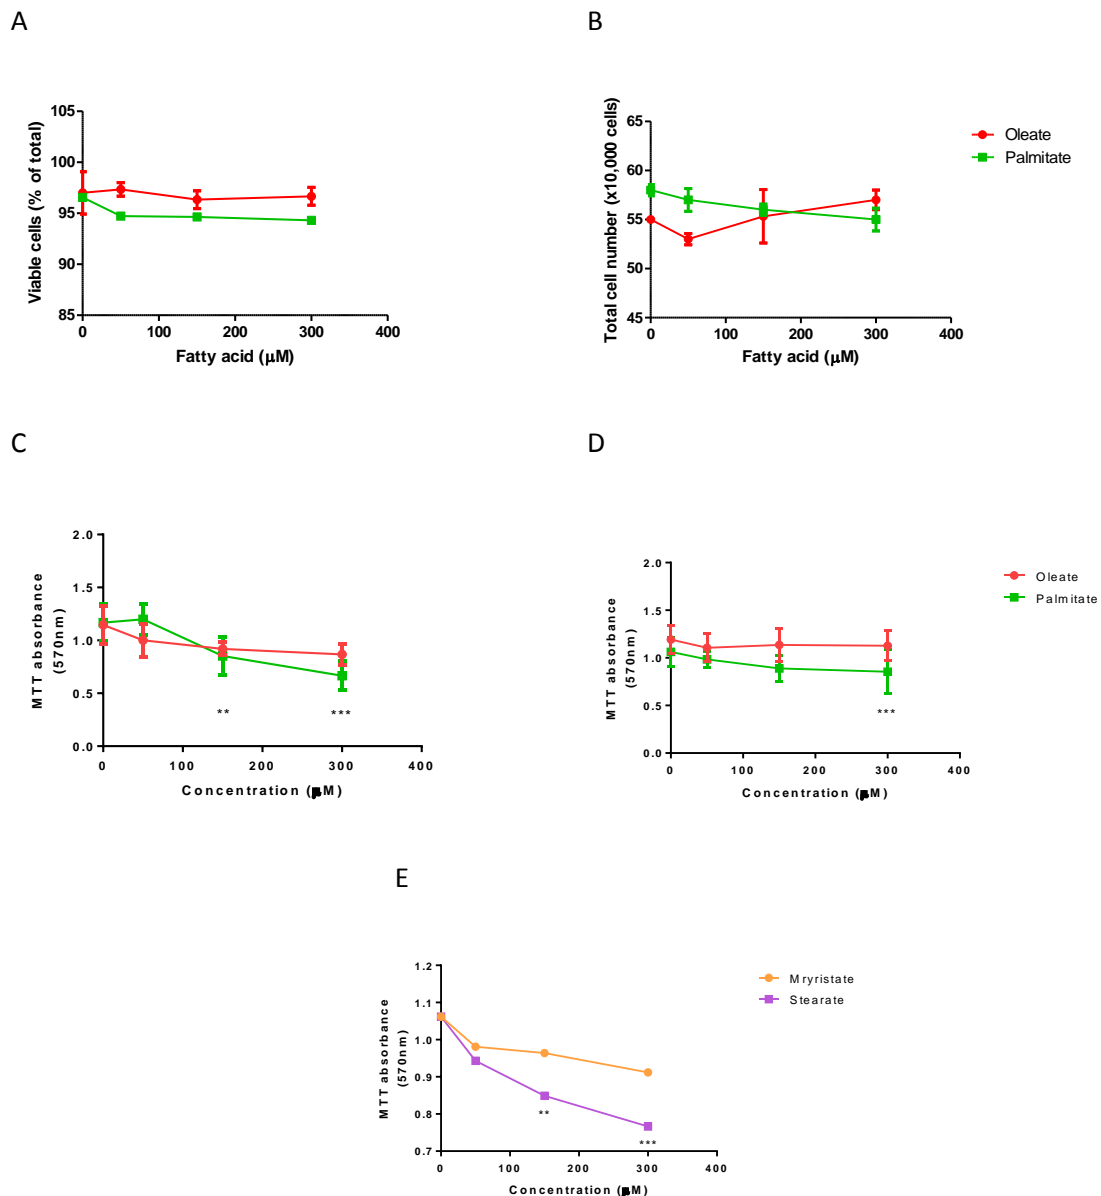 A
B
105
100
95
90
85
Viable cells (% of total)
0
100
200
300
400
Fatty acid (μM)
65
60
55
50
45
Total cell number (x10,000 cells)
0
100
200
300
400
Fatty acid (μM)
Oleate
Palmitate
C
D
2.0
1.5
1.0
0.5
0.0
MTT absorbance
(570nm)
**
***
0
100
200
300
400
Concentration (μM)
2.0
1.5
1.0
0.5
0.0
MTT absorbance
(570nm)
***
0
100
200
300
400
Concentration (μM)
Oleate
Palmitate
E
1.2
1.1
1.0
0.9
0.8
0.7
MTT absorbance
(570nm)
**
***
0
100
200
300
400
Concentration (μM)
Mryristate
Stearate